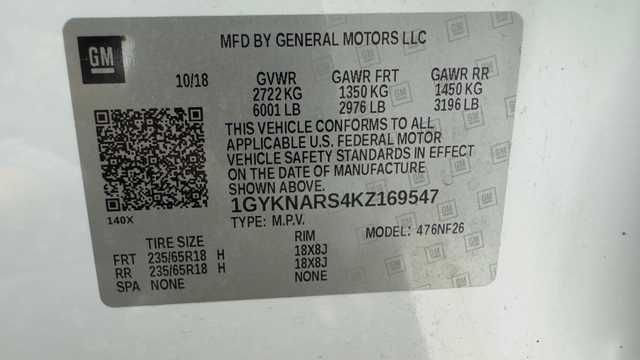 GM
MFD BY GENERAL MOTORS LLC
10/18 GVWR GAWR FRT GAWR RR
2722 KG 1350 KG 1450 KG
6001 LB 2976 LB 3196 LB
THIS VEHICLE CONFORMS TO ALL
APPLICABLE U.S. FEDERAL MOTOR
VEHICLE SAFETY STANDARDS IN EFFECT
ON THE DATE OF MANUFACTURE
SHOWN ABOVE.
140X
1GYKNARS4KZ169547
TYPE: M.P.V. MODEL: 476NF26
TIRE SIZE RIM
FRT 235/65R18 H 18X8J
RR 235/65R18 H 18X8J
SPA NONE NONE